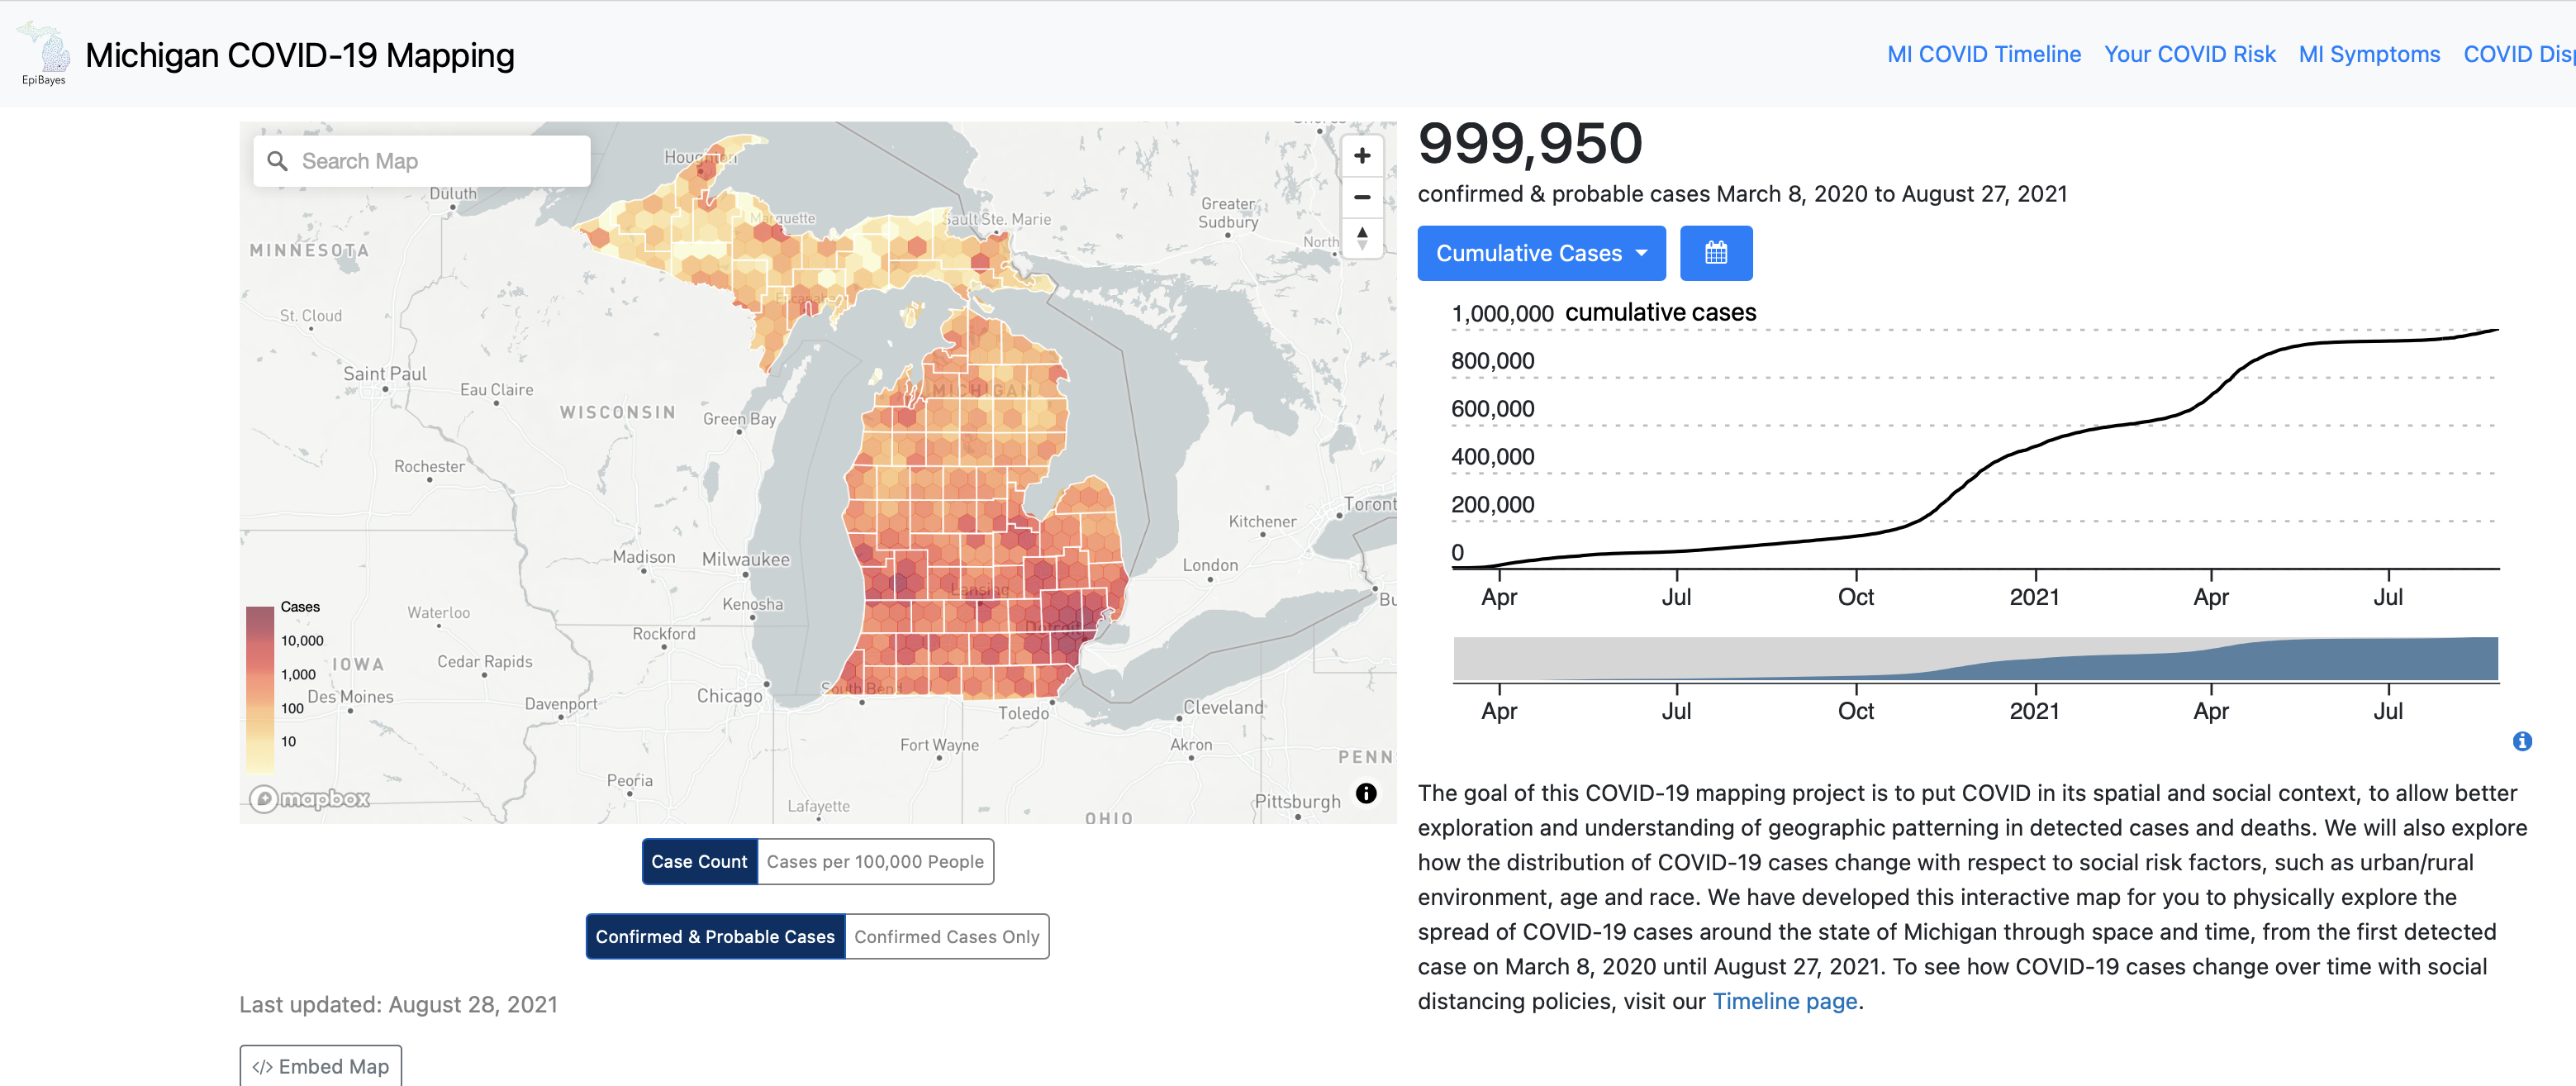 EpiBayes
Michigan COVID-19 Mapping
MI COVID Timeline
Your COVID Risk
MI Symptoms
COVID Disp
Search Map
Houghton
Duluth
Marquette
Sault Ste. Marie
Greater
Sudbury
North
MINNESOTA
Escanaba
St. Cloud
Saint Paul
Eau Claire
MICHIGAN
WISCONSIN
Green Bay
Rochester
Toront
Kitchener
Madison
Milwaukee
London
Lansing
Kenosha
Bu
Waterloo
Rockford
Detroit
IOWA
Cedar Rapids
Des Moines
Davenport
Chicago
South Bend
Toledo
Cleveland
Fort Wayne
Akron
PENN
Peoria
Lafayette
Pittsburgh
OHIO
Cases
10,000
1,000
100
10
mapbox
Case Count
Cases per 100,000 People
Confirmed & Probable Cases
Confirmed Cases Only
Last updated: August 28, 2021
</> Embed Map
999,950
confirmed & probable cases March 8, 2020 to August 27, 2021
Cumulative Cases
1,000,000 cumulative cases
800,000
600,000
400,000
200,000
0
Apr Jul Oct 2021 Apr Jul
Apr Jul Oct 2021 Apr Jul
The goal of this COVID-19 mapping project is to put COVID in its spatial and social context, to allow better
exploration and understanding of geographic patterning in detected cases and deaths. We will also explore
how the distribution of COVID-19 cases change with respect to social risk factors, such as urban/rural
environment, age and race. We have developed this interactive map for you to physically explore the
spread of COVID-19 cases around the state of Michigan through space and time, from the first detected
case on March 8, 2020 until August 27, 2021. To see how COVID-19 cases change over time with social
distancing policies, visit our Timeline page.